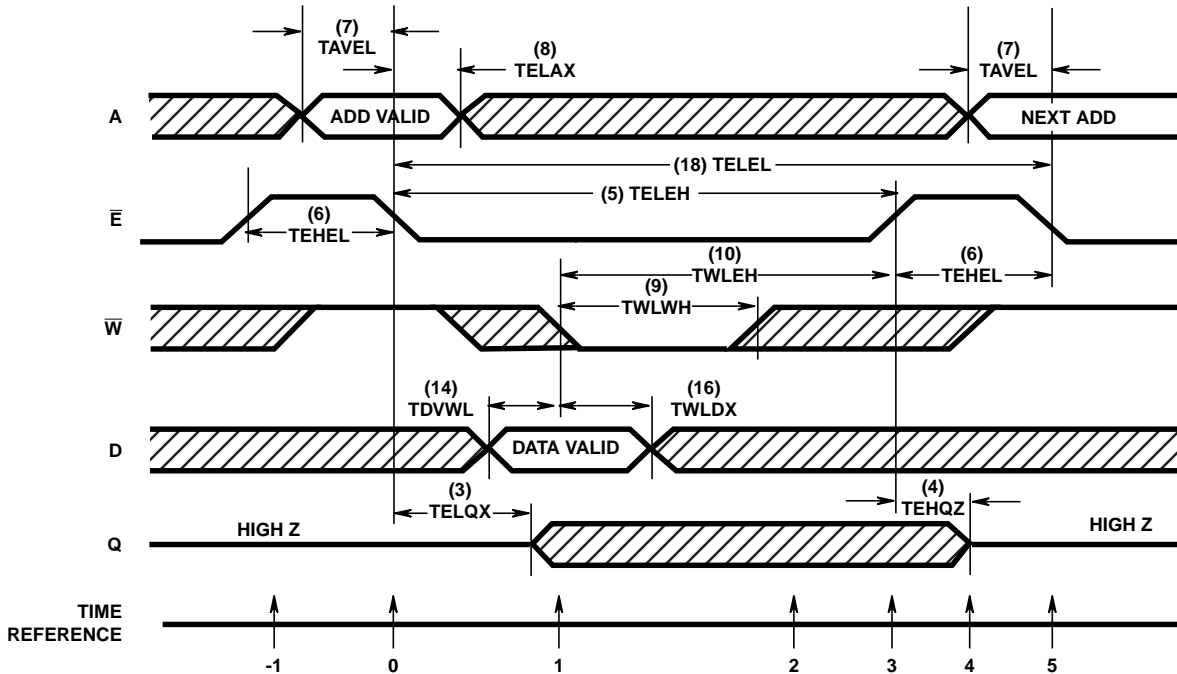 (7)
TAVEL
(8)
TELAX
(7)
TAVEL
A
ADD VALID
NEXT ADD
(18) TELEL
(5) TELEH
E̅
(6)
TEHEL
(10)
TWLEH
(6)
TEHEL
(9)
TWLWH
W̅
(14)
TDVWL
(16)
TWLDX
D
DATA VALID
(3)
TELQX
(4)
TEHQZ
Q
HIGH Z
HIGH Z
TIME
REFERENCE
-1 0 1 2 3 4 5